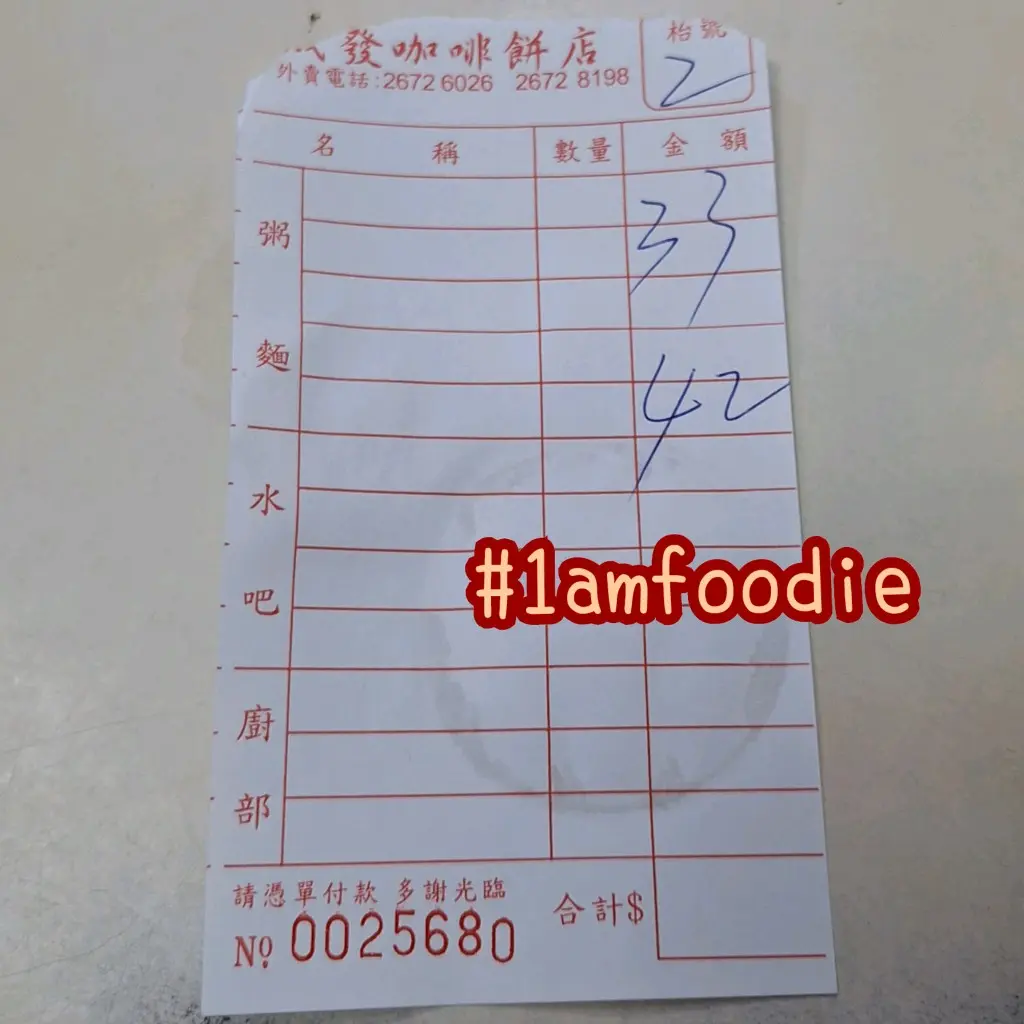 發咖啡餅店
枱號
2
外賣電話:2672 6026 2672 8198
名稱 數量 金額
粥麵
33
42
水吧
#1amfoodie
廚部
請憑單付款 多謝光臨
合計$
No 0025680